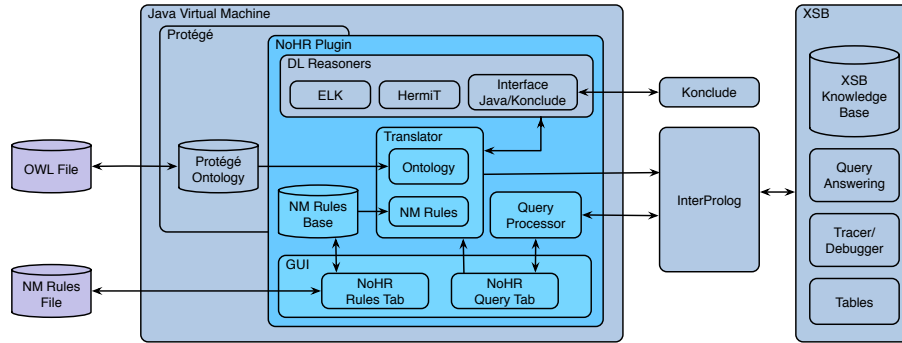 Java Virtual Machine
XSB
Protégé
NoHR Plugin
DL Reasoners
ELK
HermiT
Interface
Java/Konclude
Konclude
XSB
Knowledge
Base
Translator
OWL File
Protégé
Ontology
Ontology
Query
Answering
InterProlog
NM Rules
Base
NM Rules
Query
Processor
Tracer/
Debugger
GUI
NM Rules
File
NoHR
Rules Tab
NoHR
Query Tab
Tables